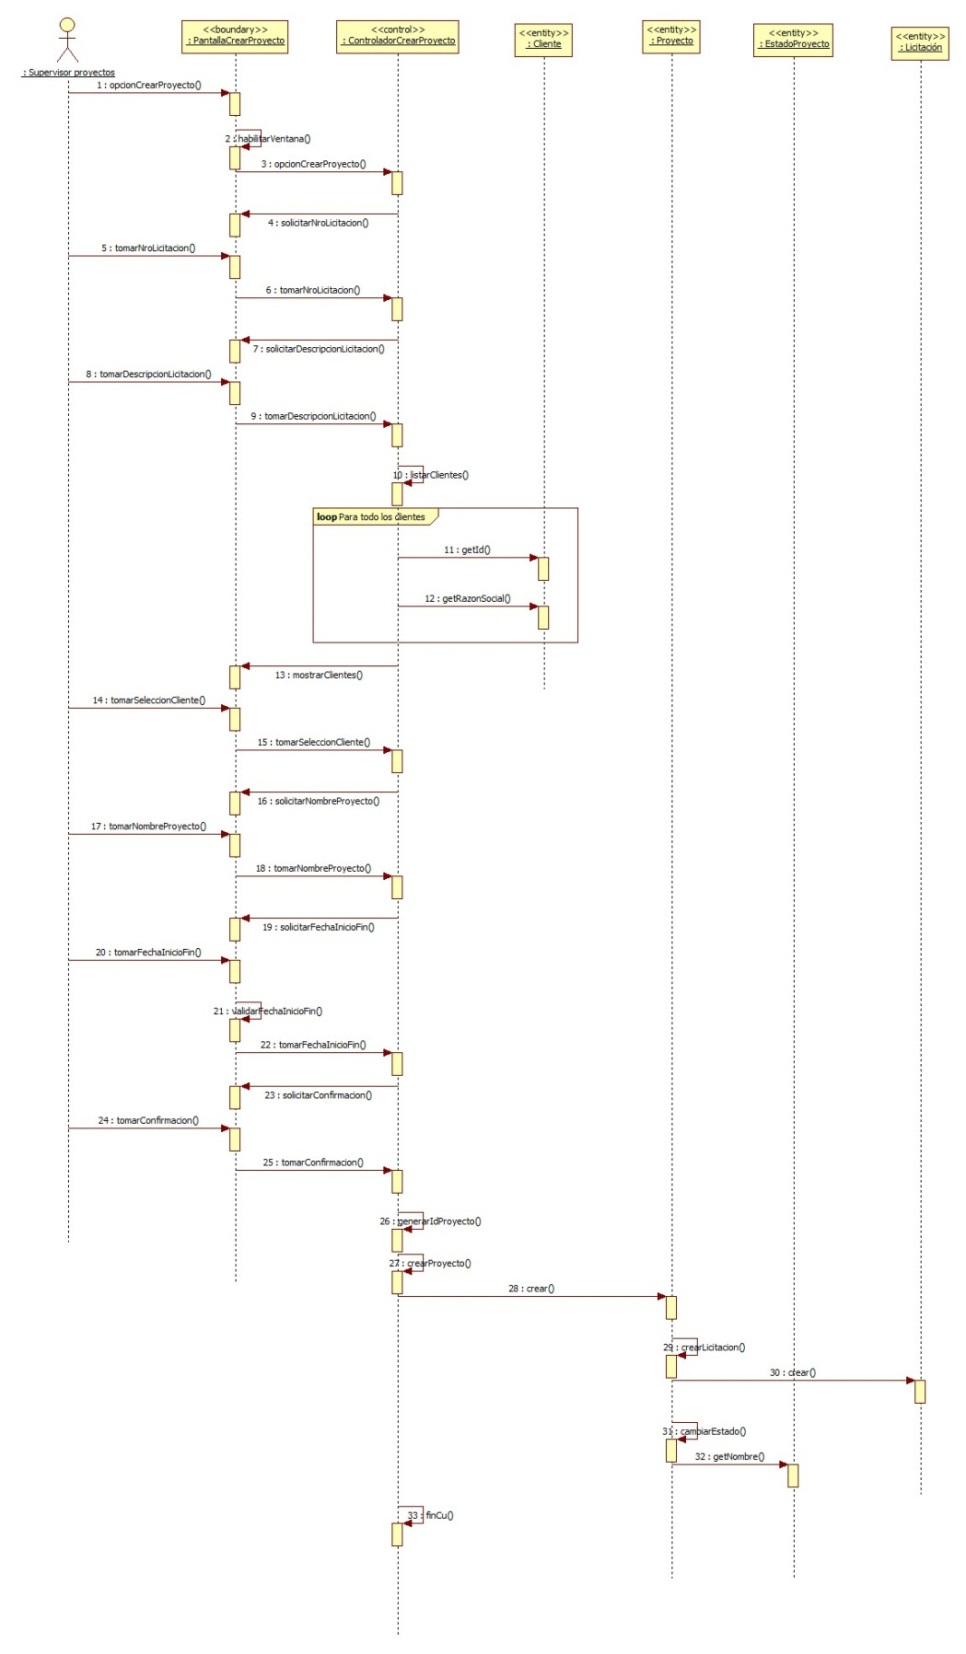 <<boundary>>
: PantallaCrearProyecto
<<control>>
: ControladorCrearProyecto
<<entity>>
: Cliente
<<entity>>
: Proyecto
<<entity>>
: EstadoProyecto
<<entity>>
: Licitación
: Supervisor proyectos
1 : opcionCrearProyecto()
2 : habilitarVentana()
3 : opcionCrearProyecto()
4 : solicitarNroLicitacion()
5 : tomarNroLicitacion()
6 : tomarNroLicitacion()
7 : solicitarDescripcionLicitacion()
8 : tomarDescripcionLicitacion()
9 : tomarDescripcionLicitacion()
10 : listarClientes()
loop Para todo los clientes
11 : getId()
12 : getRazonSocial()
13 : mostrarClientes()
14 : tomarSeleccionCliente()
15 : tomarSeleccionCliente()
16 : solicitarNombreProyecto()
17 : tomarNombreProyecto()
18 : tomarNombreProyecto()
19 : solicitarFechaInicioFin()
20 : tomarFechaInicioFin()
21 : validarFechaInicioFin()
22 : tomarFechaInicioFin()
23 : solicitarConfirmacion()
24 : tomarConfirmacion()
25 : tomarConfirmacion()
26 : generarIdProyecto()
27 : crearProyecto()
28 : crear()
29 : crearLicitacion()
30 : crear()
31 : cambiarEstado()
32 : getNombre()
33 : finCu()